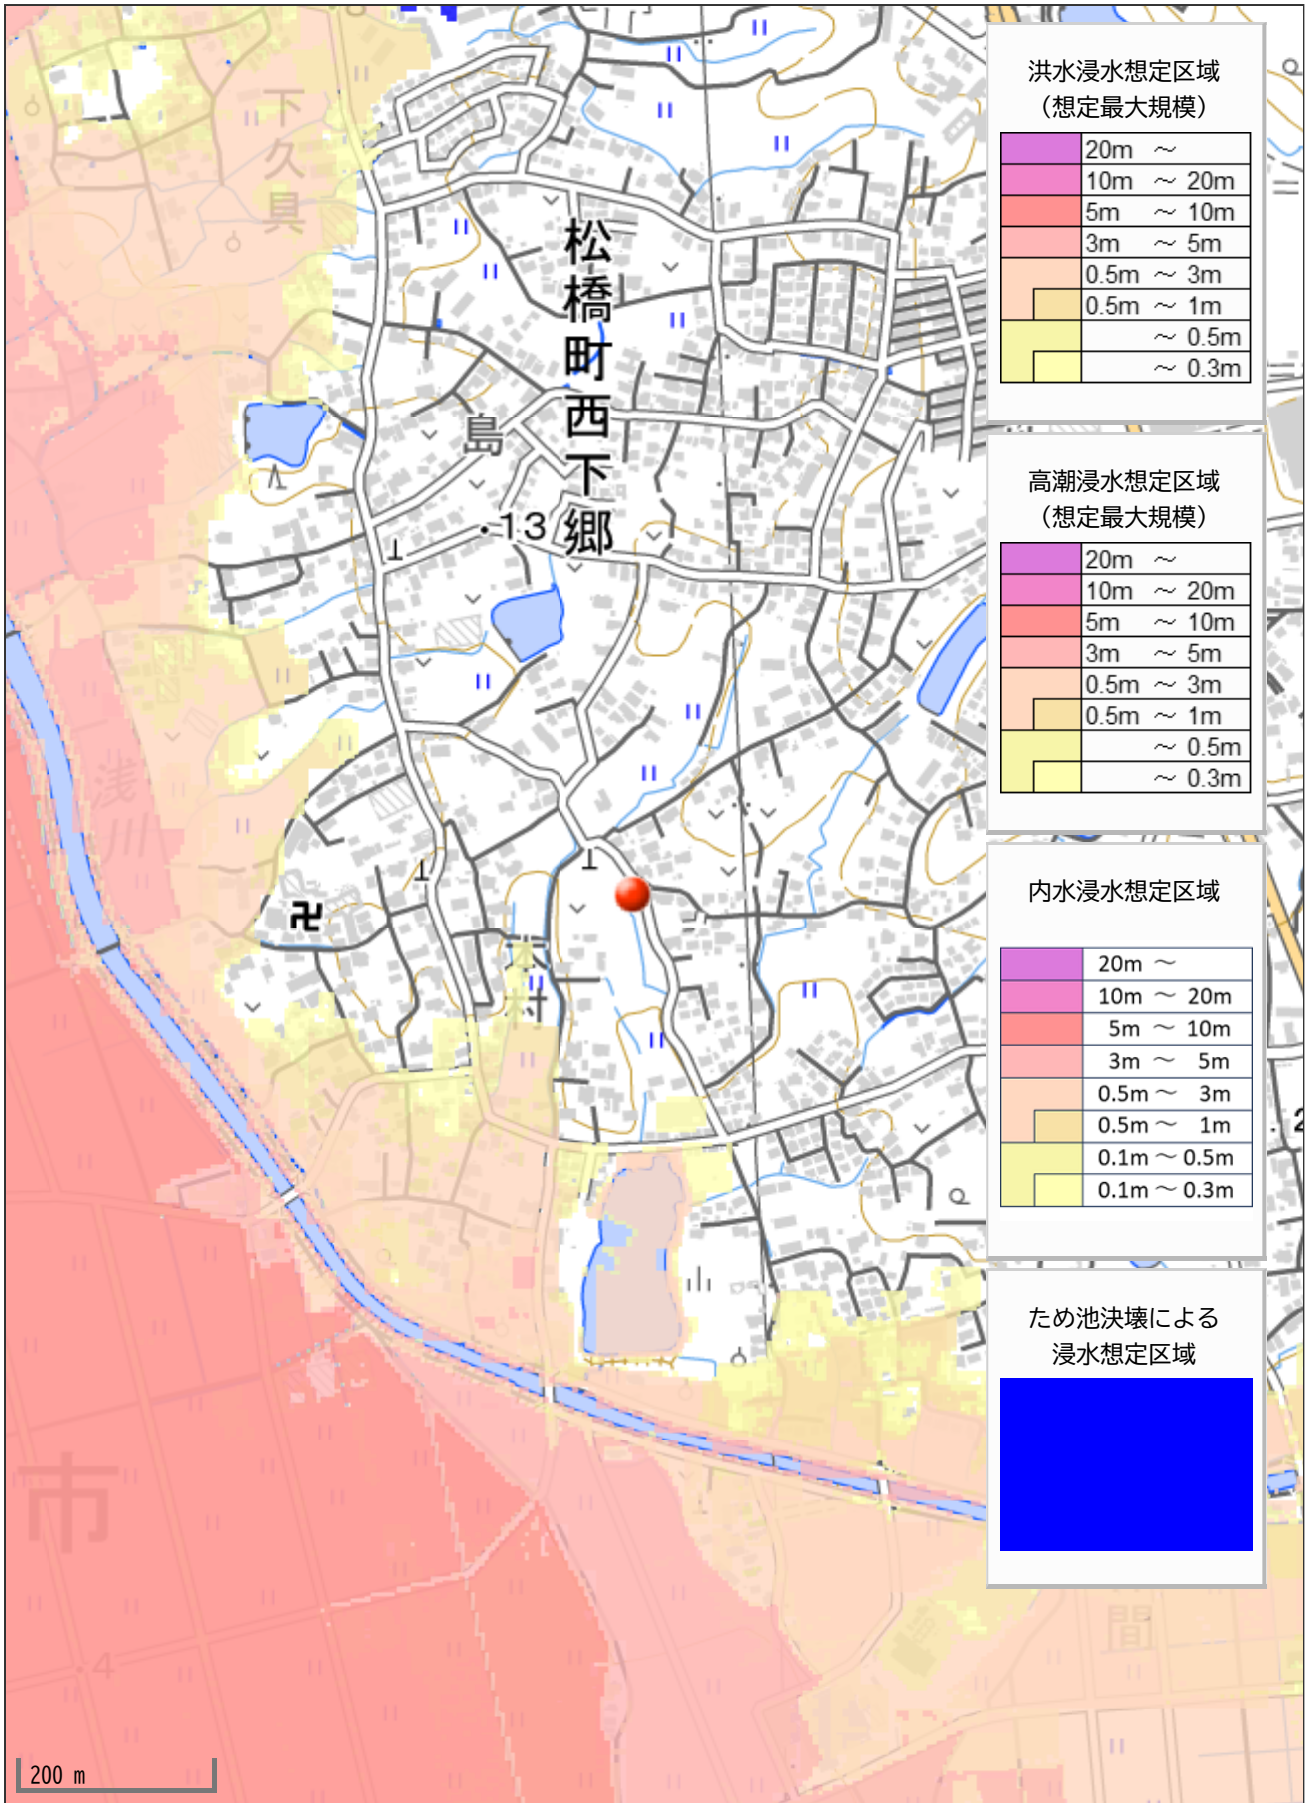 下久具
松橋町西下郷
島
・13
浅川
木村
市
・4
間
2
200 m
洪水浸水想定区域
（想定最大規模）
20m ～
10m ～ 20m
5m ～ 10m
3m ～ 5m
0.5m ～ 3m
0.5m ～ 1m
～ 0.5m
～ 0.3m
高潮浸水想定区域
（想定最大規模）
20m ～
10m ～ 20m
5m ～ 10m
3m ～ 5m
0.5m ～ 3m
0.5m ～ 1m
～ 0.5m
～ 0.3m
内水浸水想定区域
20m ～
10m ～ 20m
5m ～ 10m
3m ～ 5m
0.5m ～ 3m
0.5m ～ 1m
0.1m ～ 0.5m
0.1m ～ 0.3m
ため池決壊による
浸水想定区域